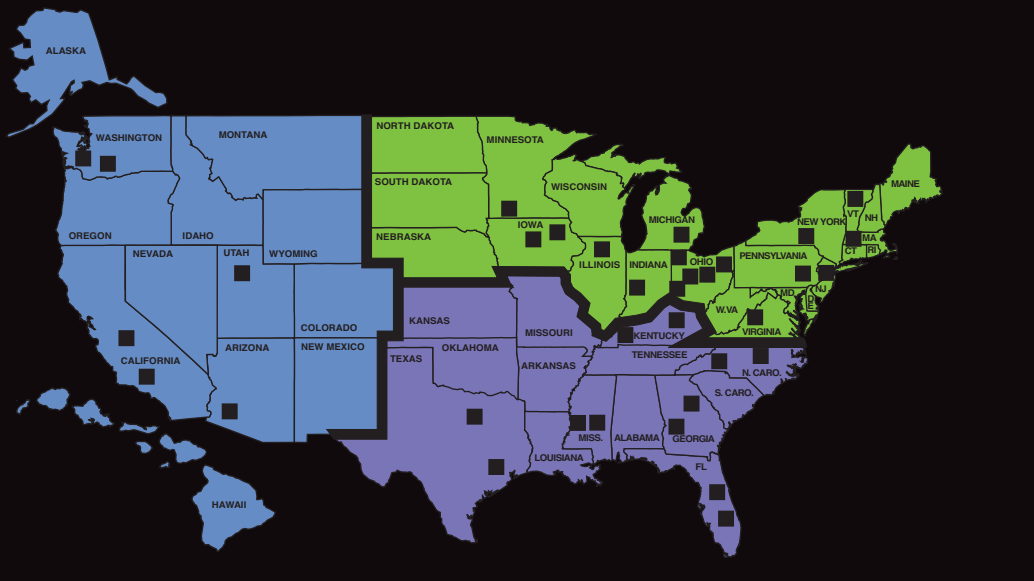 ALASKA
WASHINGTON
MONTANA
OREGON
IDAHO
WYOMING
NEVADA
UTAH
COLORADO
CALIFORNIA
ARIZONA
NEW MEXICO
HAWAII
NORTH DAKOTA
SOUTH DAKOTA
NEBRASKA
MINNESOTA
WISCONSIN
IOWA
ILLINOIS
MICHIGAN
INDIANA
OHIO
PENNSYLVANIA
NEW YORK
VT
NH
MAINE
MA
CT
RI
NJ
MD
D
E
W.VA
VIRGINIA
KANSAS
MISSOURI
KENTUCKY
TEXAS
OKLAHOMA
ARKANSAS
TENNESSEE
N. CARO.
S. CARO.
MISS.
ALABAMA
GEORGIA
LOUISIANA
FL